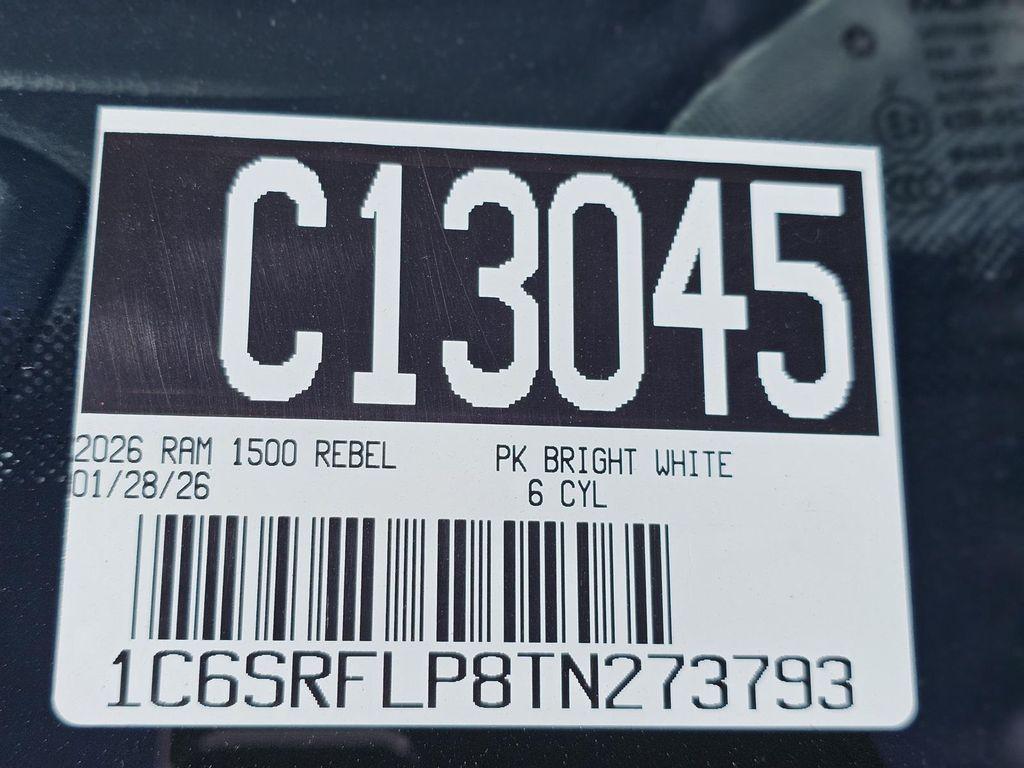 C13045
2026 RAM 1500 REBEL PK BRIGHT WHITE
01/28/26 6 CYL
1C6SRFLP8TN273793